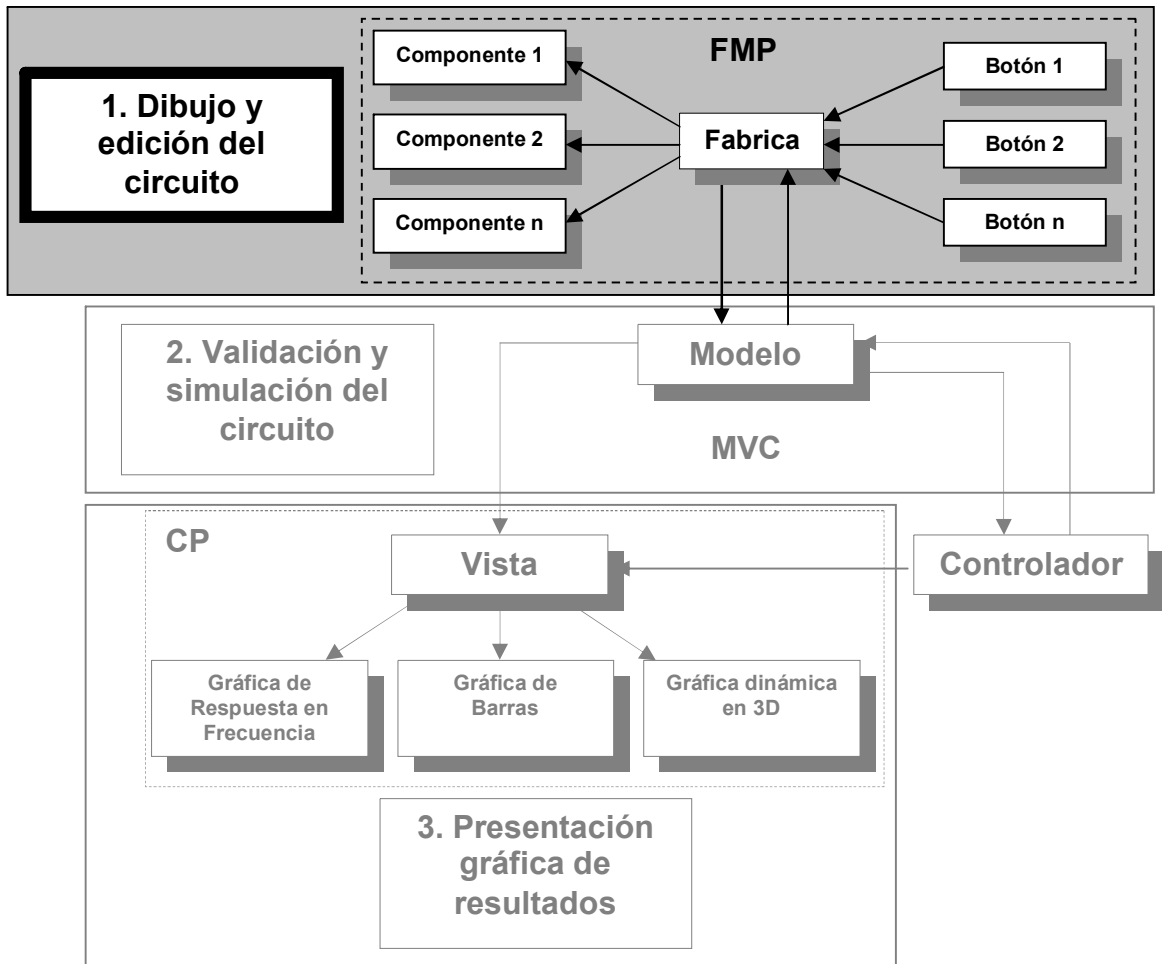 1. Dibujo y
edición del
circuito
FMP
Componente 1
Componente 2
Componente n
Fabrica
Botón 1
Botón 2
Botón n
2. Validación y
simulación del
circuito
Modelo
MVC
CP
Vista
Controlador
Gráfica de
Respuesta en
Frecuencia
Gráfica de
Barras
Gráfica dinámica
en 3D
3. Presentación
gráfica de
resultados